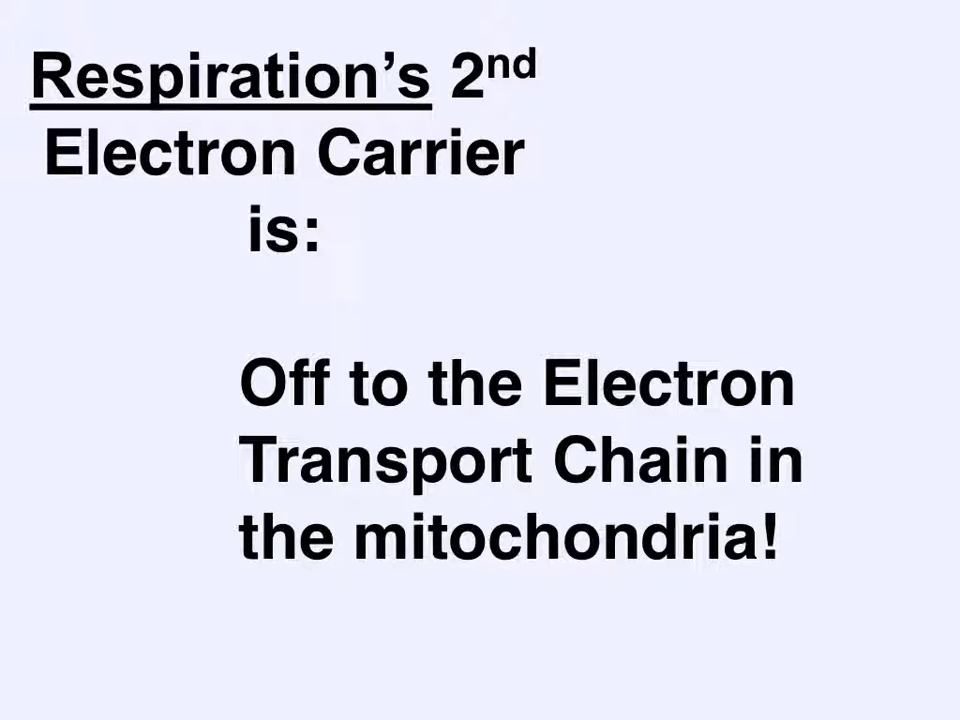 Respiration’s 2nd
Electron Carrier
is:
Off to the Electron
Transport Chain in
the mitochondria!